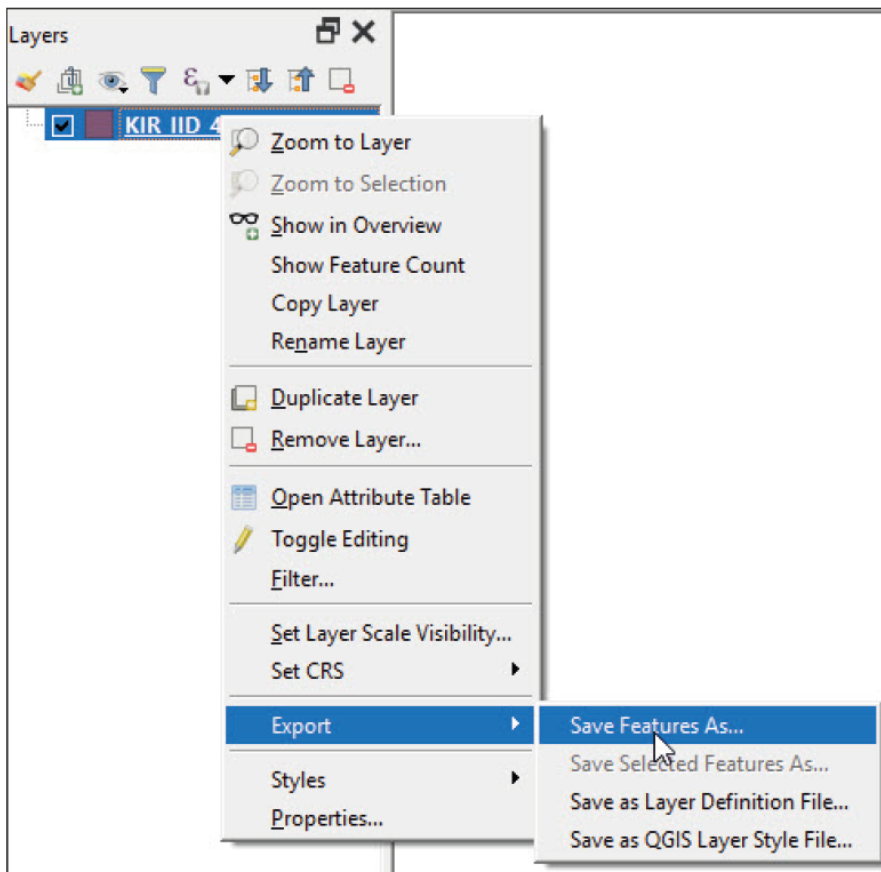 Layers
KIR IID 4
Zoom to Layer
Zoom to Selection
Show in Overview
Show Feature Count
Copy Layer
Rename Layer
Duplicate Layer
Remove Layer...
Open Attribute Table
Toggle Editing
Filter...
Set Layer Scale Visibility...
Set CRS
Export
Save Features As...
Save Selected Features As...
Save as Layer Definition File...
Save as QGIS Layer Style File...
Styles
Properties...